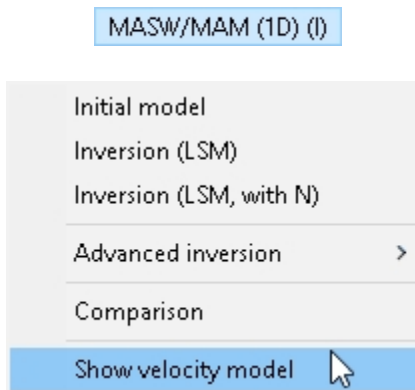 MASW/MAM (1D) (I)
Initial model
Inversion (LSM)
Inversion (LSM, with N)
Advanced inversion
Comparison
Show velocity model